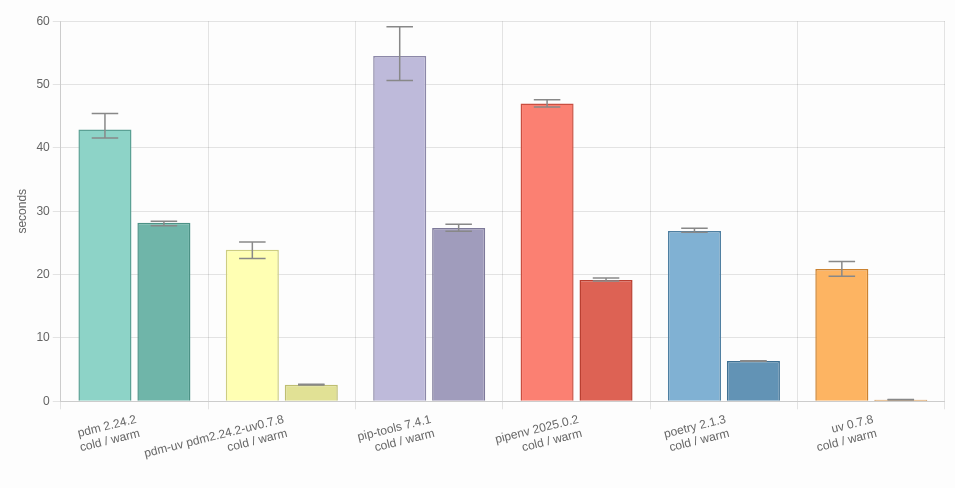 60
50
40
30
20
10
0
seconds
pdm 2.24.2
cold / warm
pdm-uv pdm2.24.2-uv0.7.8
cold / warm
pip-tools 7.4.1
cold / warm
pipenv 2025.0.2
cold / warm
poetry 2.1.3
cold / warm
uv 0.7.8
cold / warm